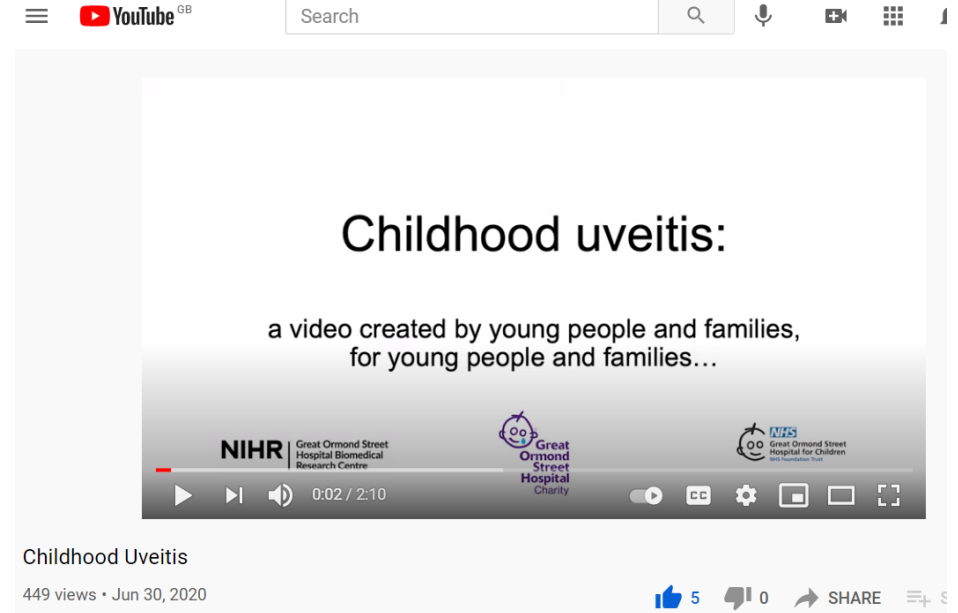 YouTube GB
Search
Childhood uveitis:
a video created by young people and families,
for young people and families…
NIHR | Great Ormond Street
Hospital Biomedical
Research Centre
Great
Ormond
Street
Hospital
Charity
NHS
Great Ormond Street
Hospital for Children
NHS Foundation Trust
0:02 / 2:10
CC
Childhood Uveitis
449 views • Jun 30, 2020
5
0
SHARE
S